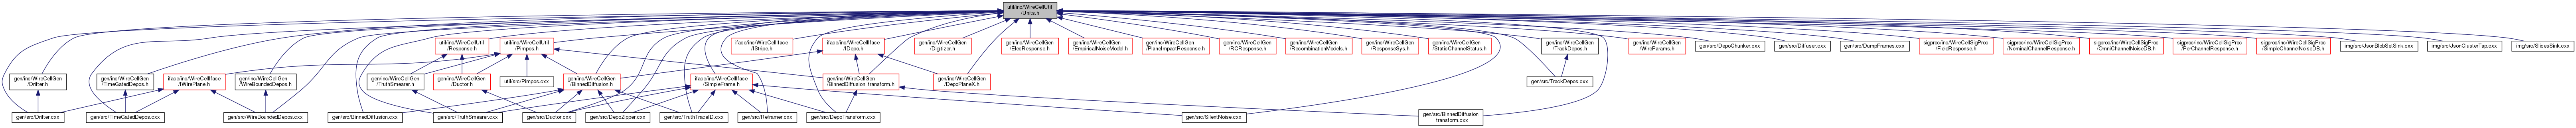 util/inc/WireCellUtil
/Units.h
util/inc/WireCellUtil
/Response.h
util/inc/WireCellUtil
/Pimpos.h
iface/inc/WireCellIface
/IStripe.h
iface/inc/WireCellIface
/IDepo.h
gen/inc/WireCellGen
/Digitizer.h
gen/inc/WireCellGen
/ElecResponse.h
gen/inc/WireCellGen
/EmpiricalNoiseModel.h
gen/inc/WireCellGen
/PlaneImpactResponse.h
gen/inc/WireCellGen
/RCResponse.h
gen/inc/WireCellGen
/RecombinationModels.h
gen/inc/WireCellGen
/ResponseSys.h
gen/inc/WireCellGen
/StaticChannelStatus.h
gen/inc/WireCellGen
/TrackDepos.h
gen/inc/WireCellGen
/WireParams.h
gen/src/DepoChunker.cxx
gen/src/Diffuser.cxx
gen/src/DumpFrames.cxx
sigproc/inc/WireCellSigProc
/FieldResponse.h
sigproc/inc/WireCellSigProc
/NominalChannelResponse.h
sigproc/inc/WireCellSigProc
/OmniChannelNoiseDB.h
sigproc/inc/WireCellSigProc
/PerChannelResponse.h
sigproc/inc/WireCellSigProc
/SimpleChannelNoiseDB.h
img/src/JsonBlobSetSink.cxx
img/src/JsonClusterTap.cxx
img/src/SlicesSink.cxx
gen/inc/WireCellGen
/Drifter.h
gen/inc/WireCellGen
/TimeGatedDepos.h
iface/inc/WireCellIface
/IWirePlane.h
gen/inc/WireCellGen
/WireBoundedDepos.h
gen/inc/WireCellGen
/TruthSmearer.h
gen/inc/WireCellGen
/Ductor.h
util/src/Pimpos.cxx
gen/inc/WireCellGen
/BinnedDiffusion.h
iface/inc/WireCellIface
/SimpleFrame.h
gen/inc/WireCellGen
/BinnedDiffusion_transform.h
gen/inc/WireCellGen
/DepoPlaneX.h
gen/src/TrackDepos.cxx
gen/src/Drifter.cxx
gen/src/TimeGatedDepos.cxx
gen/src/WireBoundedDepos.cxx
gen/src/BinnedDiffusion.cxx
gen/src/TruthSmearer.cxx
gen/src/Ductor.cxx
gen/src/DepoZipper.cxx
gen/src/TruthTraceID.cxx
gen/src/Reframer.cxx
gen/src/DepoTransform.cxx
gen/src/SilentNoise.cxx
gen/src/BinnedDiffusion
_transform.cxx